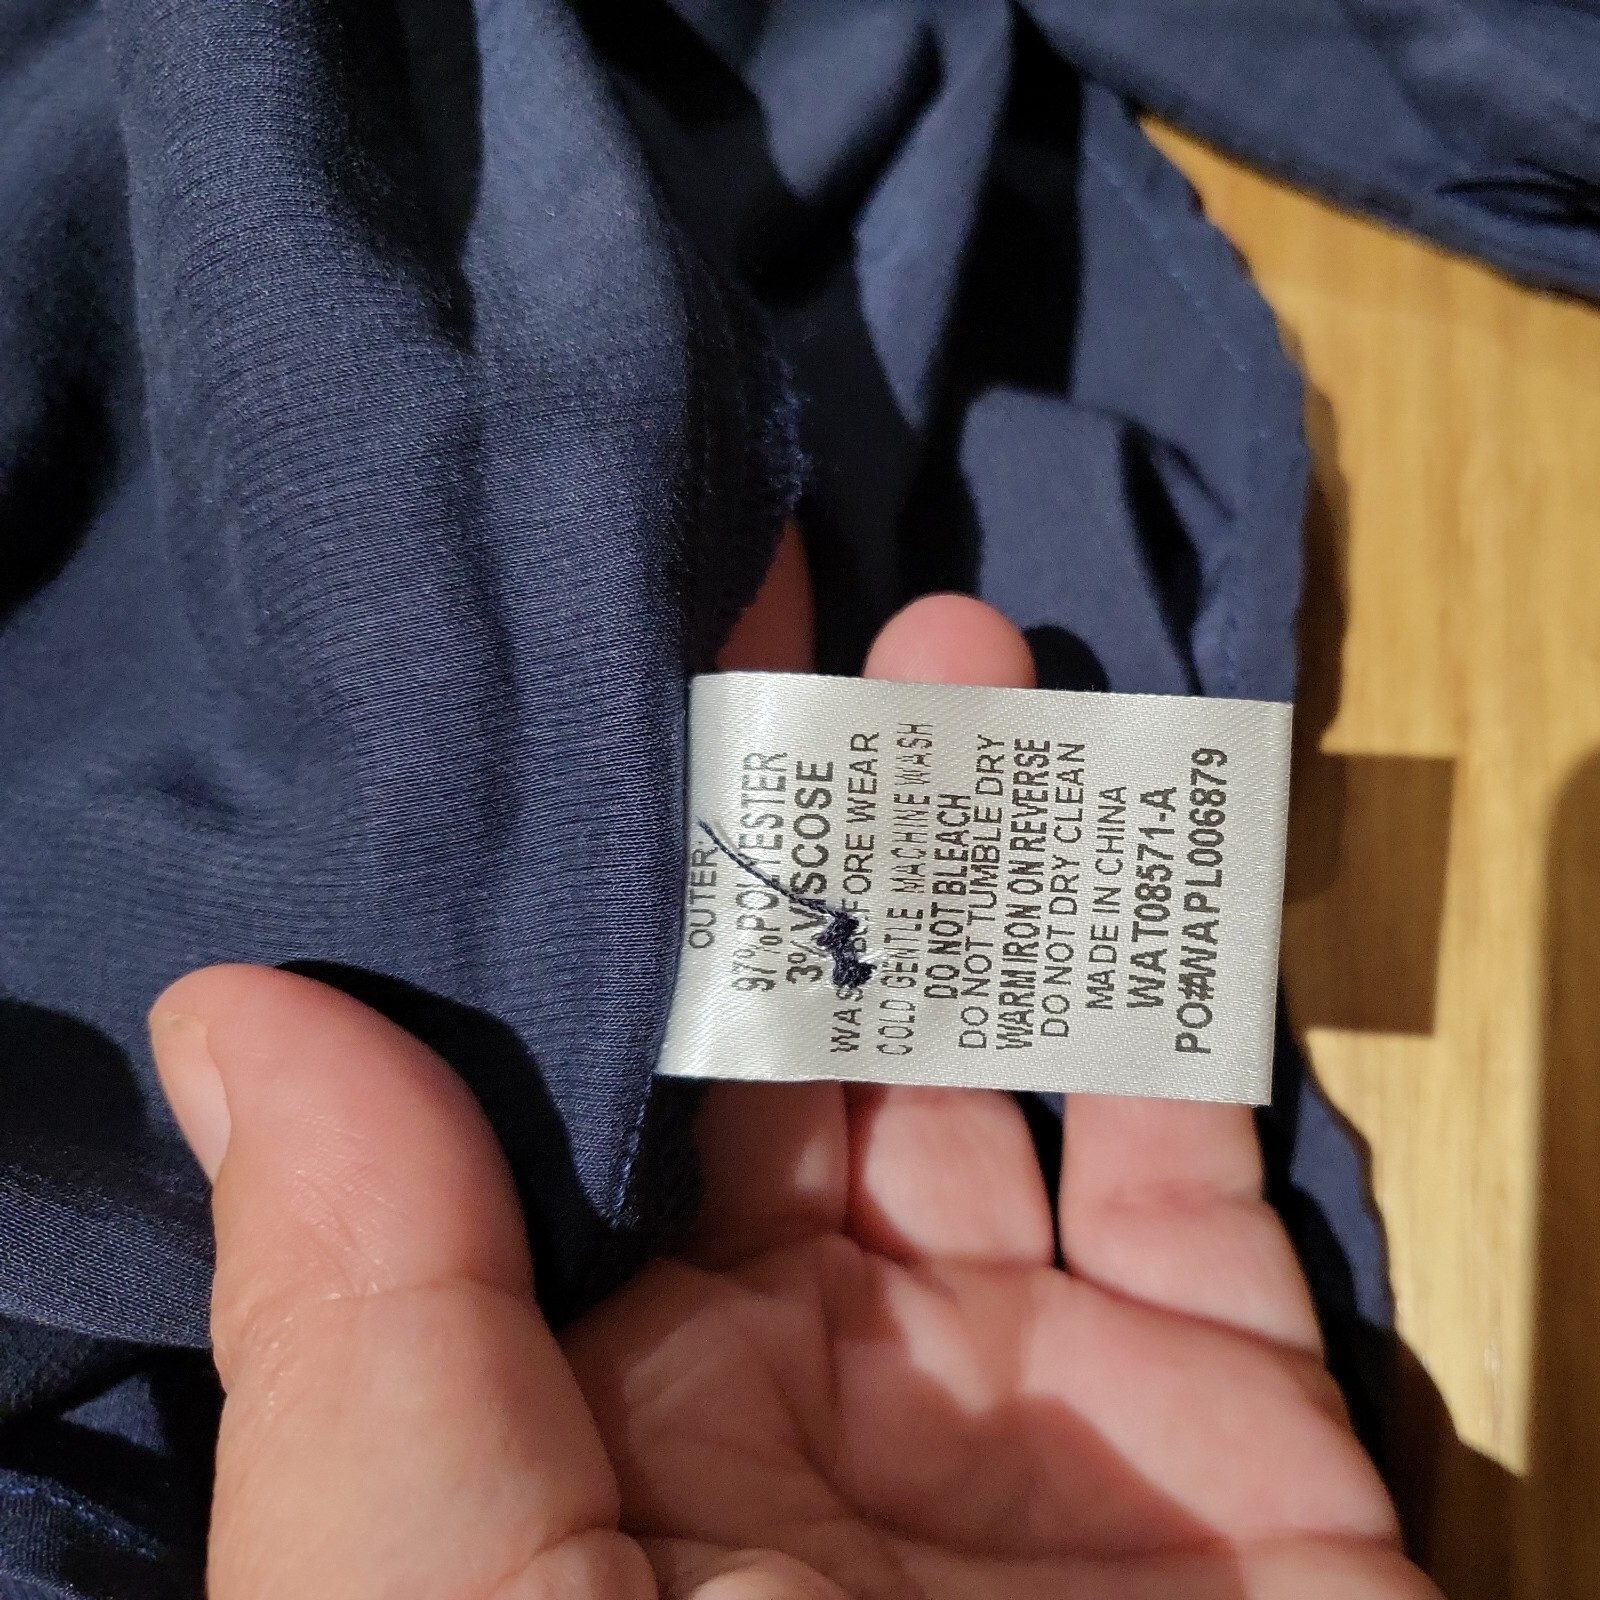 OUTER:
97%POLYESTER
3%VISCOSE
WASH BEFORE WEAR
COLD GENTLE MACHINE WASH
DO NOT BLEACH
DO NOT TUMBLE DRY
WARM IRON ON REVERSE
DO NOT DRY CLEAN
MADE IN CHINA
WAT08571-A
PO#WAPL006879